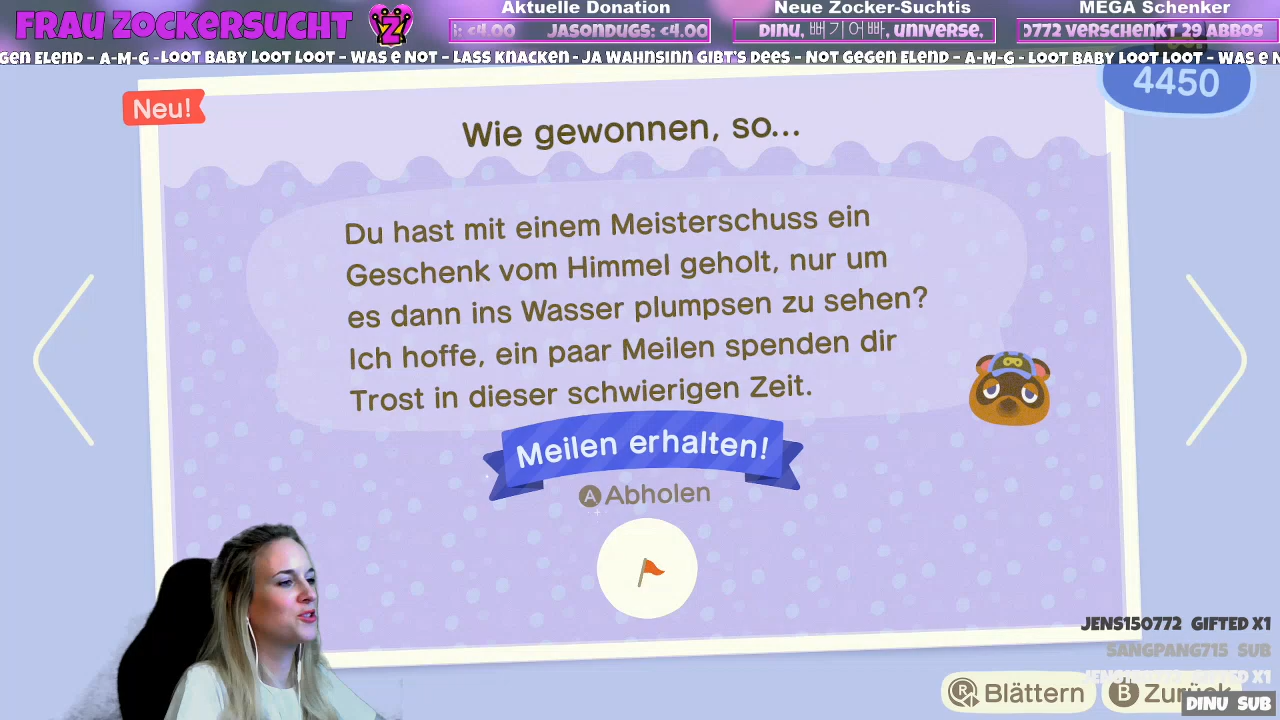 FRAU ZOCKERSUCHT
Aktuelle Donation
Neue Zocker-Suchtis
MEGA Schenker
: €4.00 JASONDUGS: €4.00
DINU, 빼기어빠, UNIVERSE,
0772 VERSCHENKT 29 ABBOS
GEN ELEND - A-M-G - LOOT BABY LOOT LOOT - WAS E NOT - LASS KNACKEN - JA WAHNSINN GIBT'S DEES - NOT GEGEN ELEND - A-M-G - LOOT BABY LOOT LOOT - WAS E N
4450
Neu!
Wie gewonnen, so...
Du hast mit einem Meisterschuss ein
Geschenk vom Himmel geholt, nur um
es dann ins Wasser plumpsen zu sehen?
Ich hoffe, ein paar Meilen spenden dir
Trost in dieser schwierigen Zeit.
Meilen erhalten!
A Abholen
JENS150772 GIFTED X1
SANGPANG715 SUB
R Blättern
B Zurück
DINU SUB